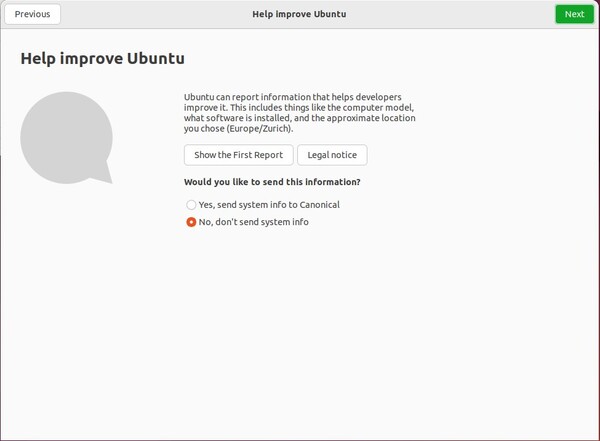 Previous
Help improve Ubuntu
Next
Help improve Ubuntu
Ubuntu can report information that helps developers
improve it. This includes things like the computer model,
what software is installed, and the approximate location
you chose (Europe/Zurich).
Show the First Report
Legal notice
Would you like to send this information?
Yes, send system info to Canonical
No, don't send system info